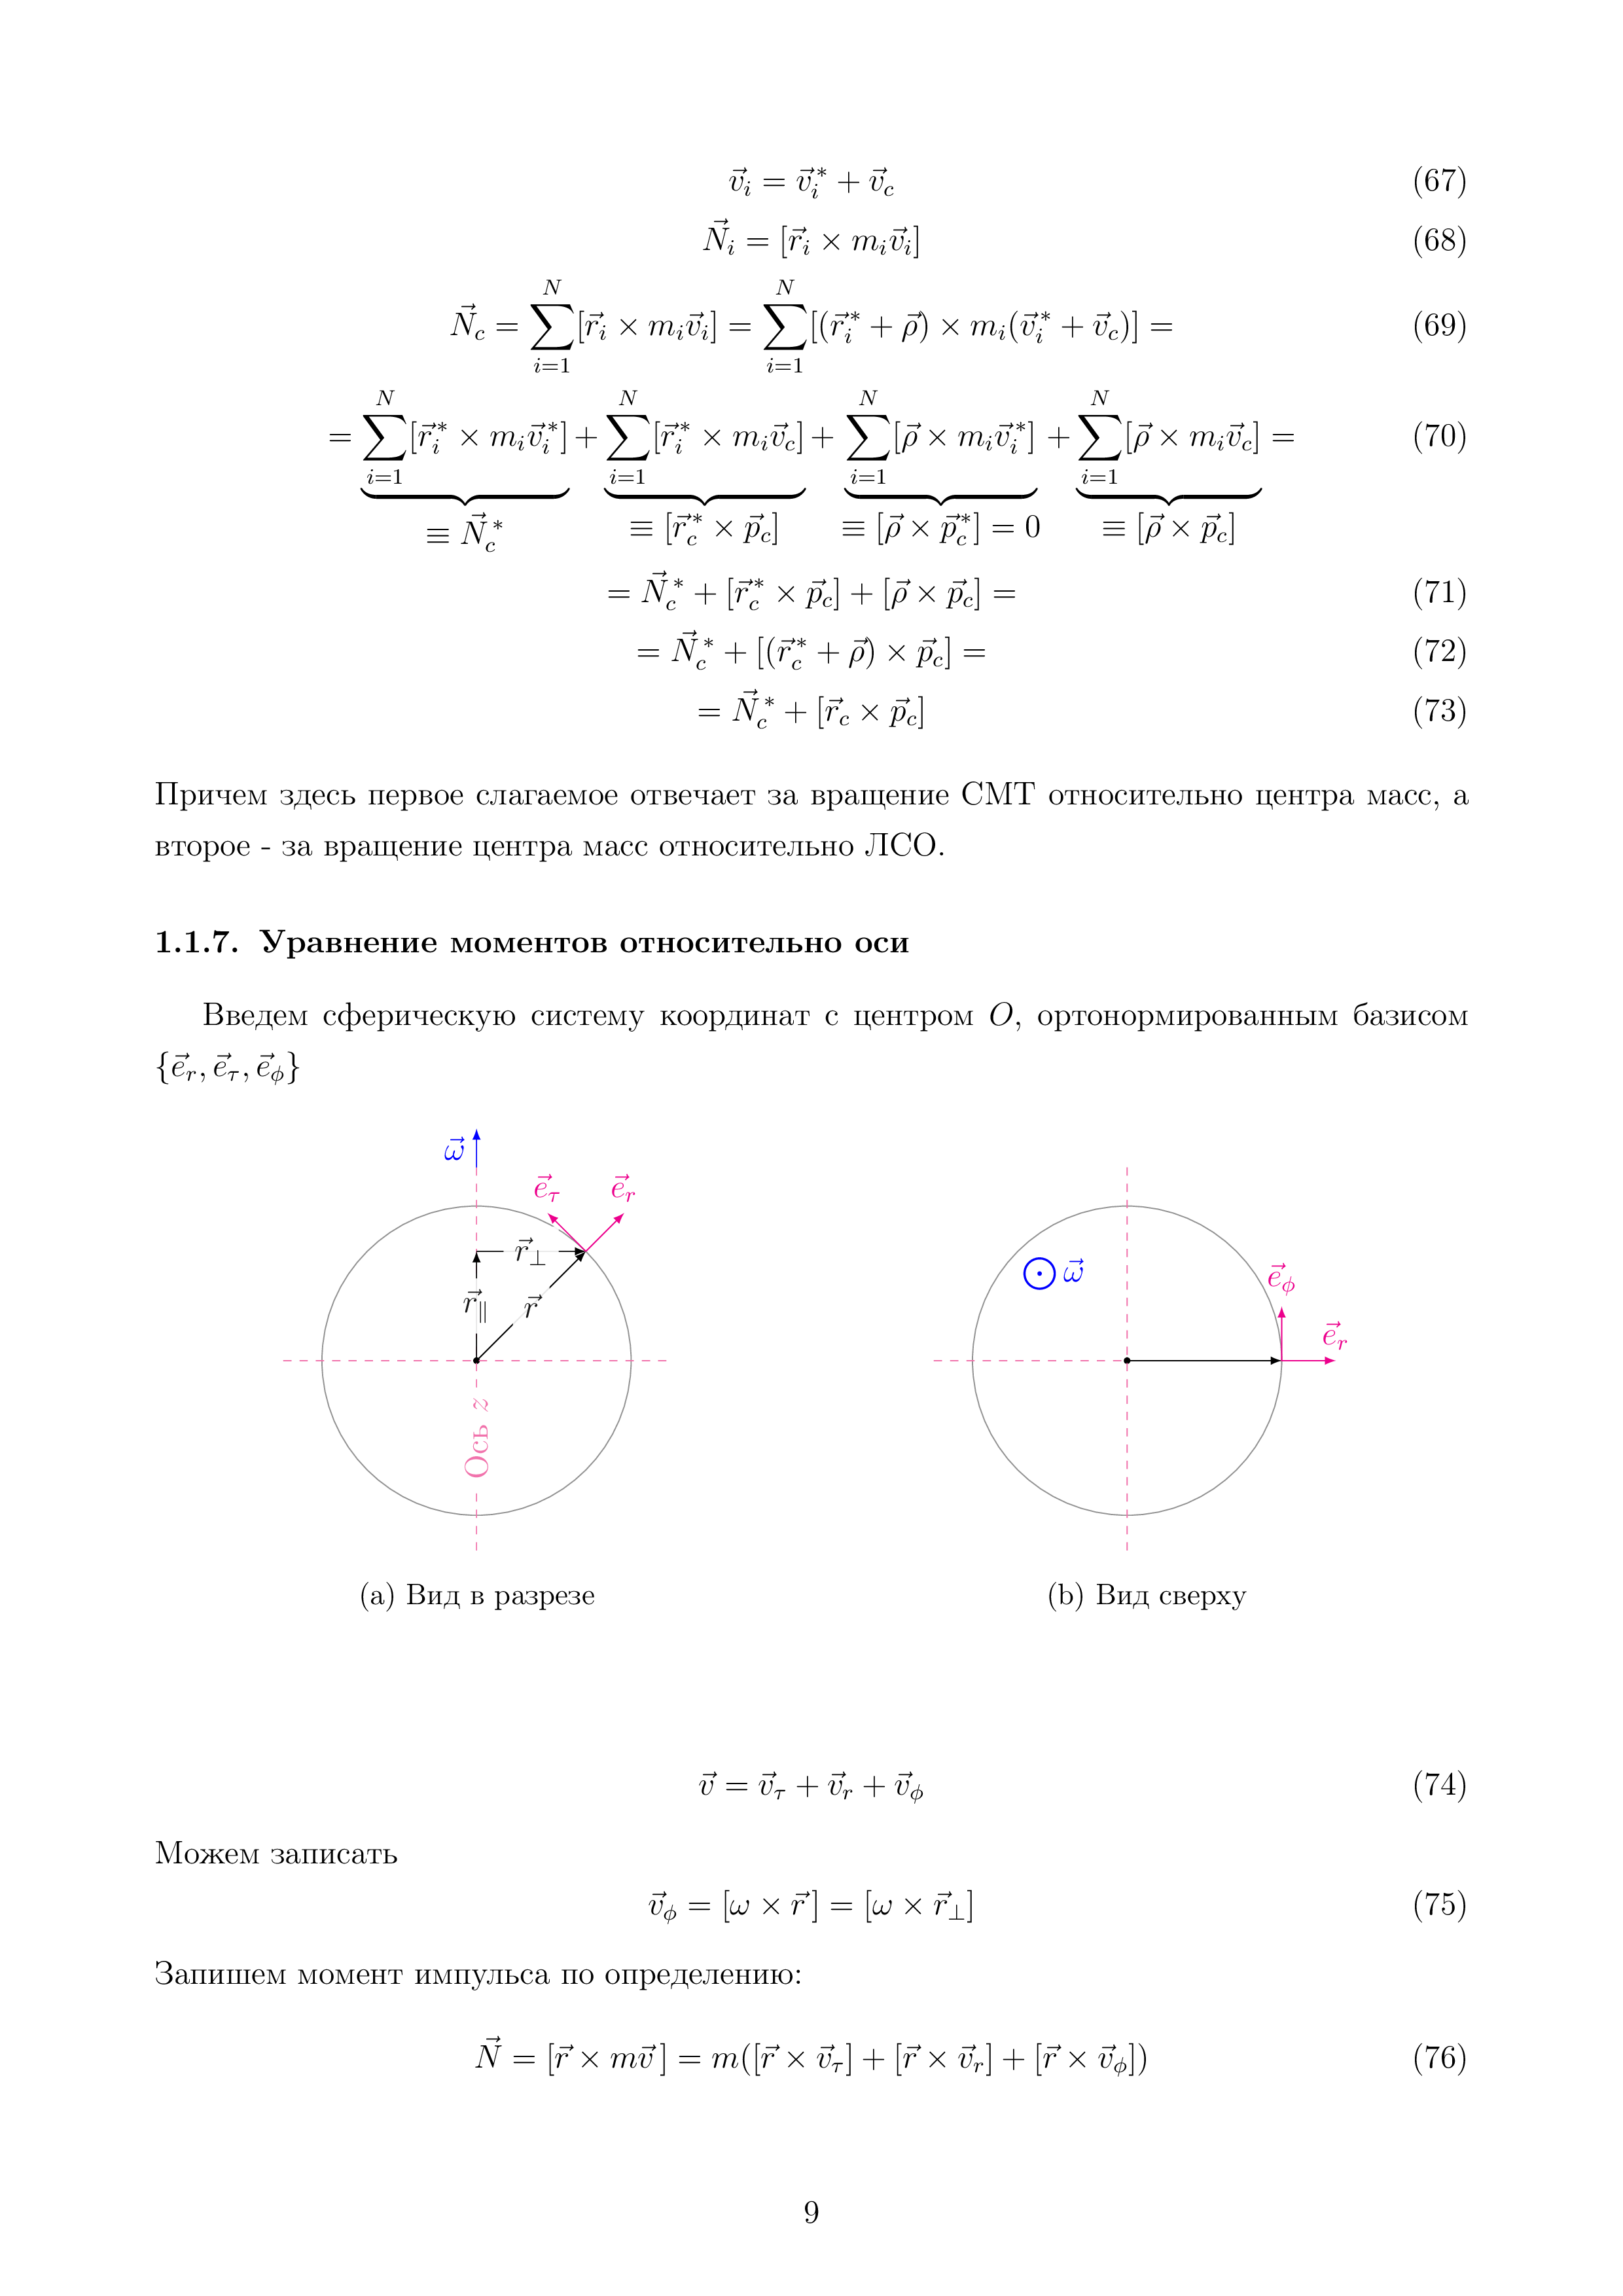 $\vec{v}_i = \vec{v}_i^{\,*} + \vec{v}_c$ (67)
$\vec{N}_i = [\vec{r}_i \times m_i \vec{v}_i]$ (68)
$\vec{N}_c = \sum_{i=1}^{N} [\vec{r}_i \times m_i \vec{v}_i] = \sum_{i=1}^{N} [(\vec{r}_i^{\,*} + \vec{\rho}) \times m_i (\vec{v}_i^{\,*} + \vec{v}_c)] =$ (69)
$= \underbrace{\sum_{i=1}^{N} [\vec{r}_i^{\,*} \times m_i \vec{v}_i^{\,*}]}_{\equiv \vec{N}_c^{\,*}} + \underbrace{\sum_{i=1}^{N} [\vec{r}_i^{\,*} \times m_i \vec{v}_c]}_{\equiv [\vec{r}_c^{\,*} \times \vec{p}_c]} + \underbrace{\sum_{i=1}^{N} [\vec{\rho} \times m_i \vec{v}_i^{\,*}]}_{\equiv [\vec{\rho} \times \vec{p}_c^{\,*}] = 0} + \underbrace{\sum_{i=1}^{N} [\vec{\rho} \times m_i \vec{v}_c]}_{\equiv [\vec{\rho} \times \vec{p}_c]} =$ (70)
$= \vec{N}_c^{\,*} + [\vec{r}_c^{\,*} \times \vec{p}_c] + [\vec{\rho} \times \vec{p}_c] =$ (71)
$= \vec{N}_c^{\,*} + [(\vec{r}_c^{\,*} + \vec{\rho}) \times \vec{p}_c] =$ (72)
$= \vec{N}_c^{\,*} + [\vec{r}_c \times \vec{p}_c]$ (73)
Причем здесь первое слагаемое отвечает за вращение СМТ относительно центра масс, а
второе - за вращение центра масс относительно ЛСО.
1.1.7. Уравнение моментов относительно оси
Введем сферическую систему координат с центром $O$, ортонормированным базисом
$\{\vec{e}_r, \vec{e}_\tau, \vec{e}_\phi\}$
$\vec{\omega}$
$\vec{e}_\tau$
$\vec{e}_r$
$\vec{r}_\perp$
$\vec{r}_\parallel$
$\vec{r}$
Ось $z$
(a) Вид в разрезе
$\vec{\omega}$
$\vec{e}_\phi$
$\vec{e}_r$
(b) Вид сверху
$\vec{v} = \vec{v}_\tau + \vec{v}_r + \vec{v}_\phi$ (74)
Можем записать
$\vec{v}_\phi = [\omega \times \vec{r}\,] = [\omega \times \vec{r}_\perp]$ (75)
Запишем момент импульса по определению:
$\vec{N} = [\vec{r} \times m\vec{v}\,] = m([\vec{r} \times \vec{v}_\tau] + [\vec{r} \times \vec{v}_r] + [\vec{r} \times \vec{v}_\phi])$ (76)
9